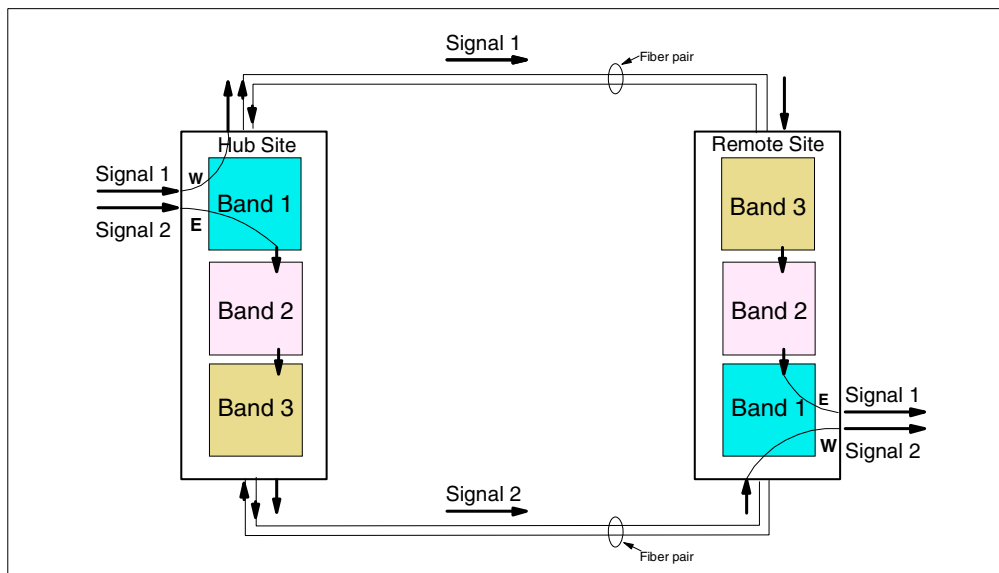 Signal 1
Fiber pair
Hub Site
Remote Site
Signal 1
W
Band 1
Band 3
Signal 2
E
Band 2
Band 2
Band 3
Band 1
E
Signal 1
W
Signal 2
Signal 2
Fiber pair